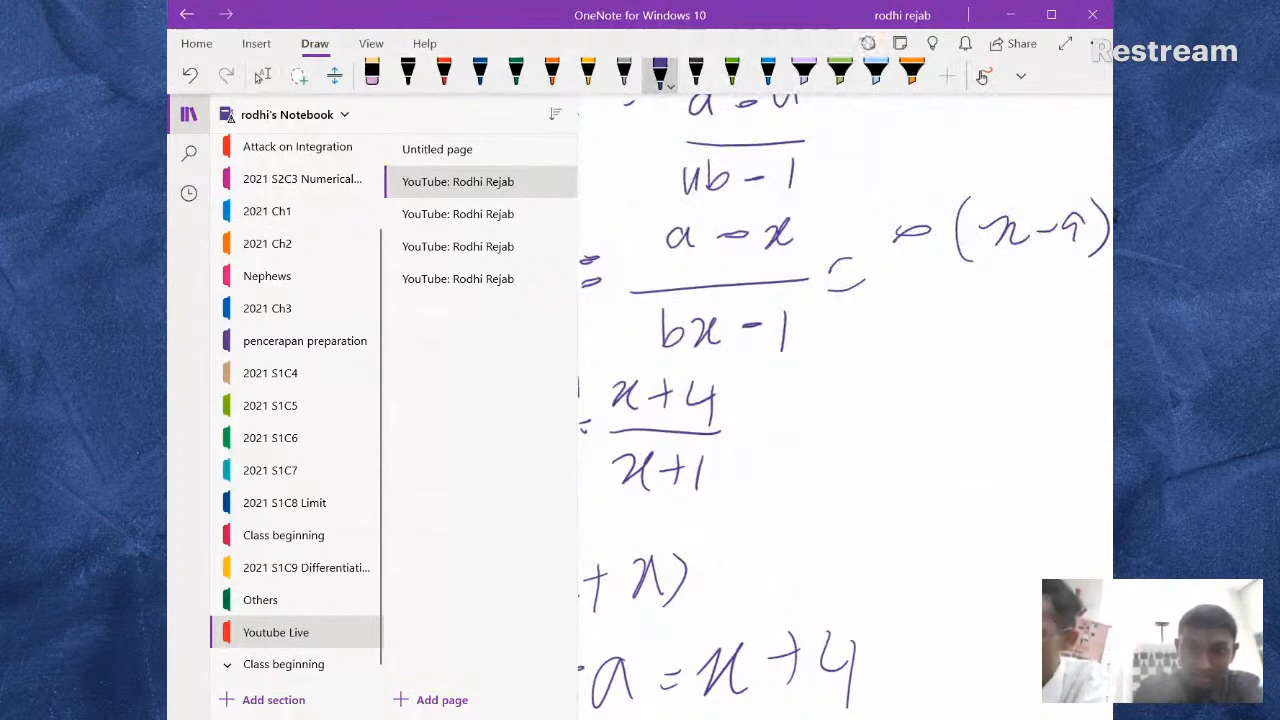 OneNote for Windows 10
rodhi rejab
Restream
Home Insert Draw View Help
Share
rodhi's Notebook
Attack on Integration
2021 S2C3 Numerical...
2021 Ch1
2021 Ch2
Nephews
2021 Ch3
pencerapan preparation
2021 S1C4
2021 S1C5
2021 S1C6
2021 S1C7
2021 S1C8 Limit
Class beginning
2021 S1C9 Differentiati...
Others
Youtube Live
Class beginning
Add section
Untitled page
YouTube: Rodhi Rejab
YouTube: Rodhi Rejab
YouTube: Rodhi Rejab
YouTube: Rodhi Rejab
Add page
ub - 1
= a - x = - (x - a)
bx - 1
= x + 4
x + 1
+ x)
a = x + 4